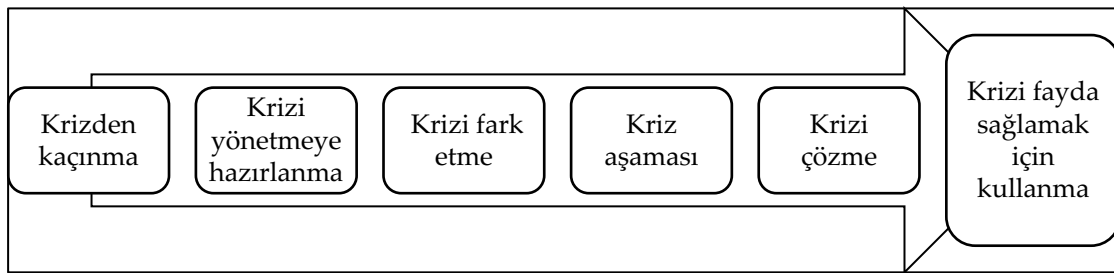 Krizden
kaçınma
Krizi
yönetmeye
hazırlanma
Krizi fark
etme
Kriz
aşaması
Krizi
çözme
Krizi fayda
sağlamak
için
kullanma